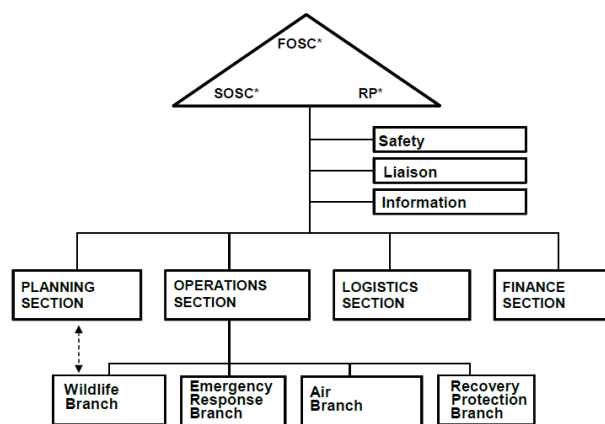 FOSC*
SOSC* RP*
Safety
Liaison
Information
PLANNING
SECTION
OPERATIONS
SECTION
LOGISTICS
SECTION
FINANCE
SECTION
Wildlife
Branch
Emergency
Response
Branch
Air
Branch
Recovery
Protection
Branch